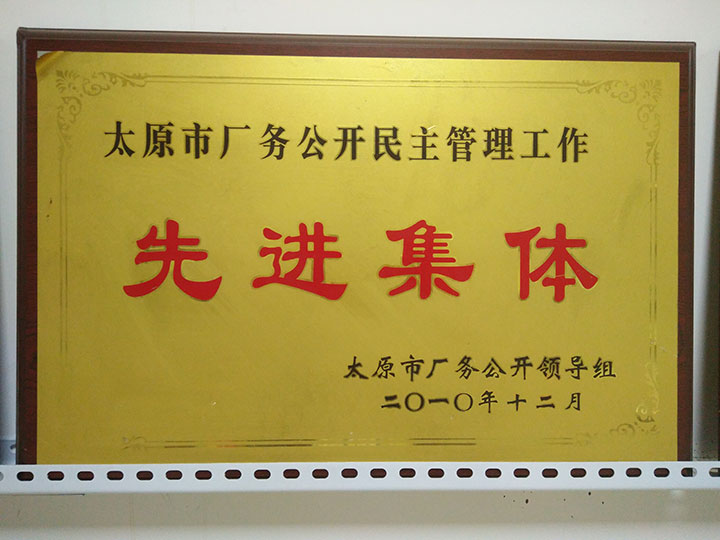 太原市厂务公开民主管理工作
先进集体
太原市厂务公开领导组
二〇一〇年十二月